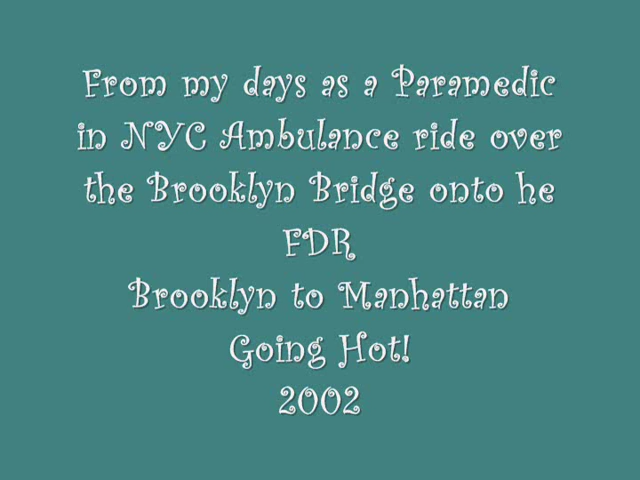 From my days as a Paramedic
in NYC Ambulance ride over
the Brooklyn Bridge onto he
FDR
Brooklyn to Manhattan
Going Hot!
2002